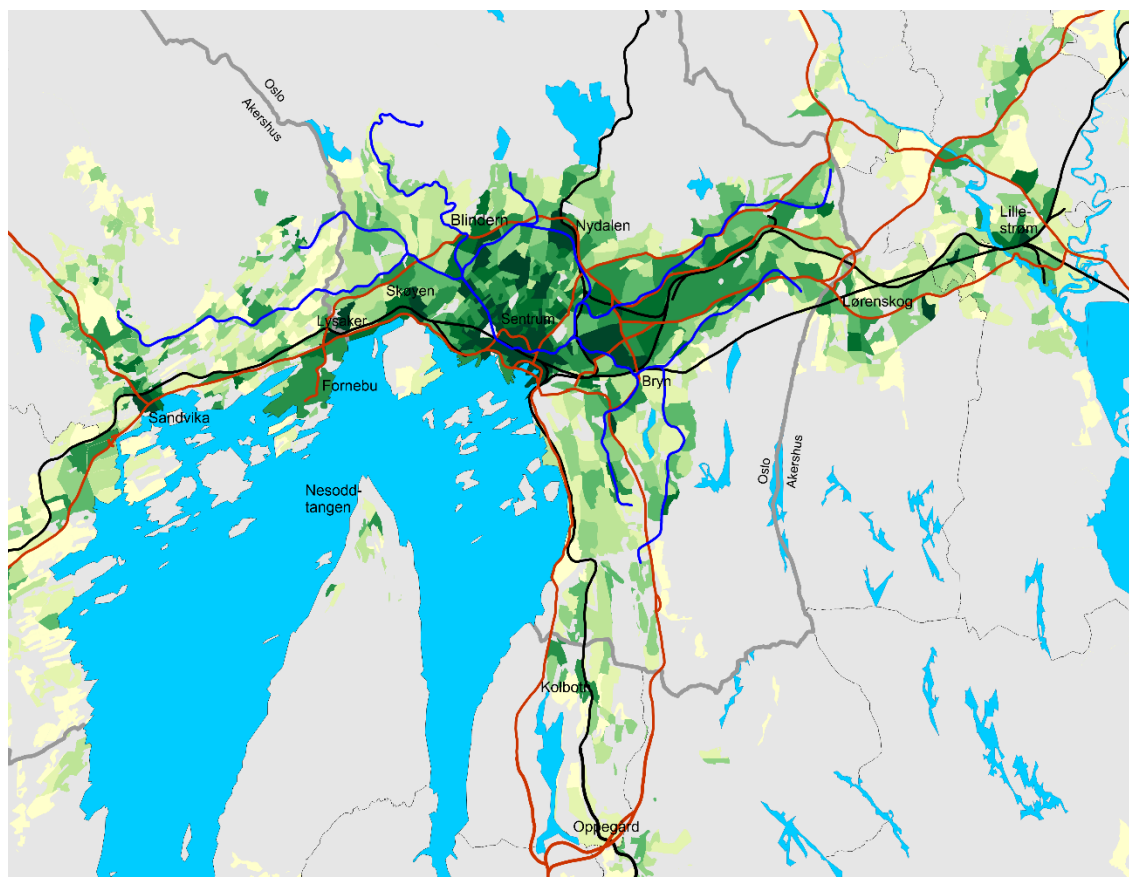 Oslo
Akershus
Blindern
Nydalen
Lille-
strøm
Skøyen
Sentrum
Lysaker
Lørenskog
Fornebu
Bryn
Sandvika
Oslo
Akershus
Nesodd-
tangen
Kolbotn
Oppegård